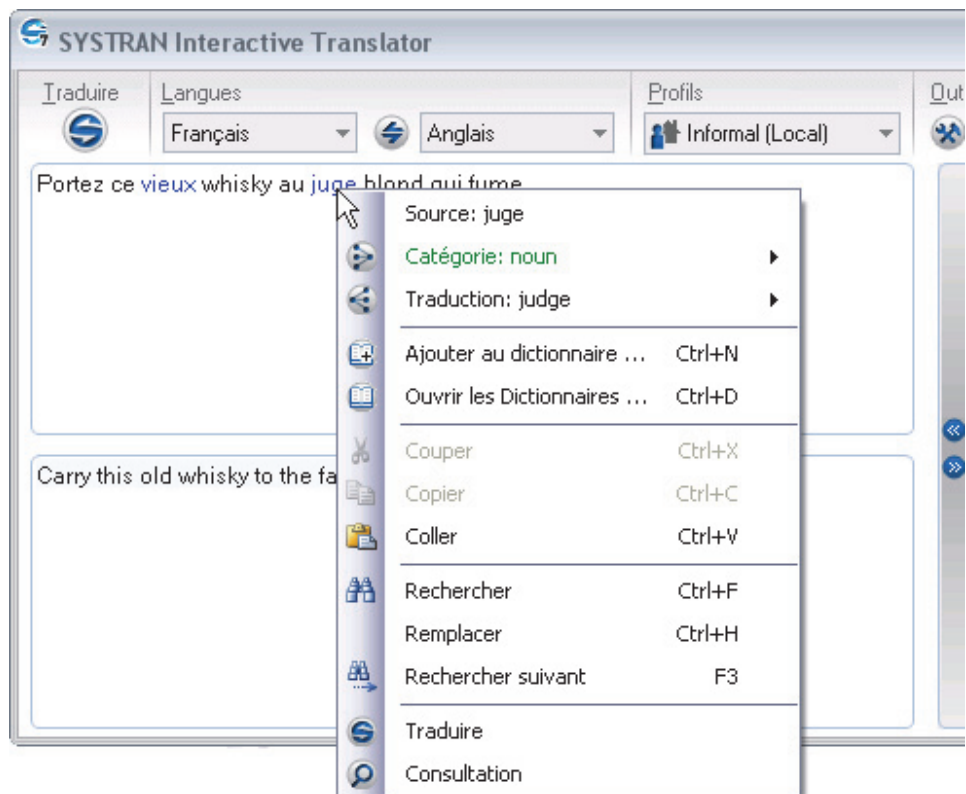 SYSTRAN Interactive Translator
Traduire
Langues
Profils
Français
Anglais
Informal (Local)
Portez ce vieux whisky au juge blond qui fume
Source: juge
Catégorie: noun
Traduction: judge
Ajouter au dictionnaire ... Ctrl+N
Ouvrir les Dictionnaires ... Ctrl+D
Couper Ctrl+X
Copier Ctrl+C
Coller Ctrl+V
Rechercher Ctrl+F
Remplacer Ctrl+H
Rechercher suivant F3
Traduire
Consultation
Carry this old whisky to the